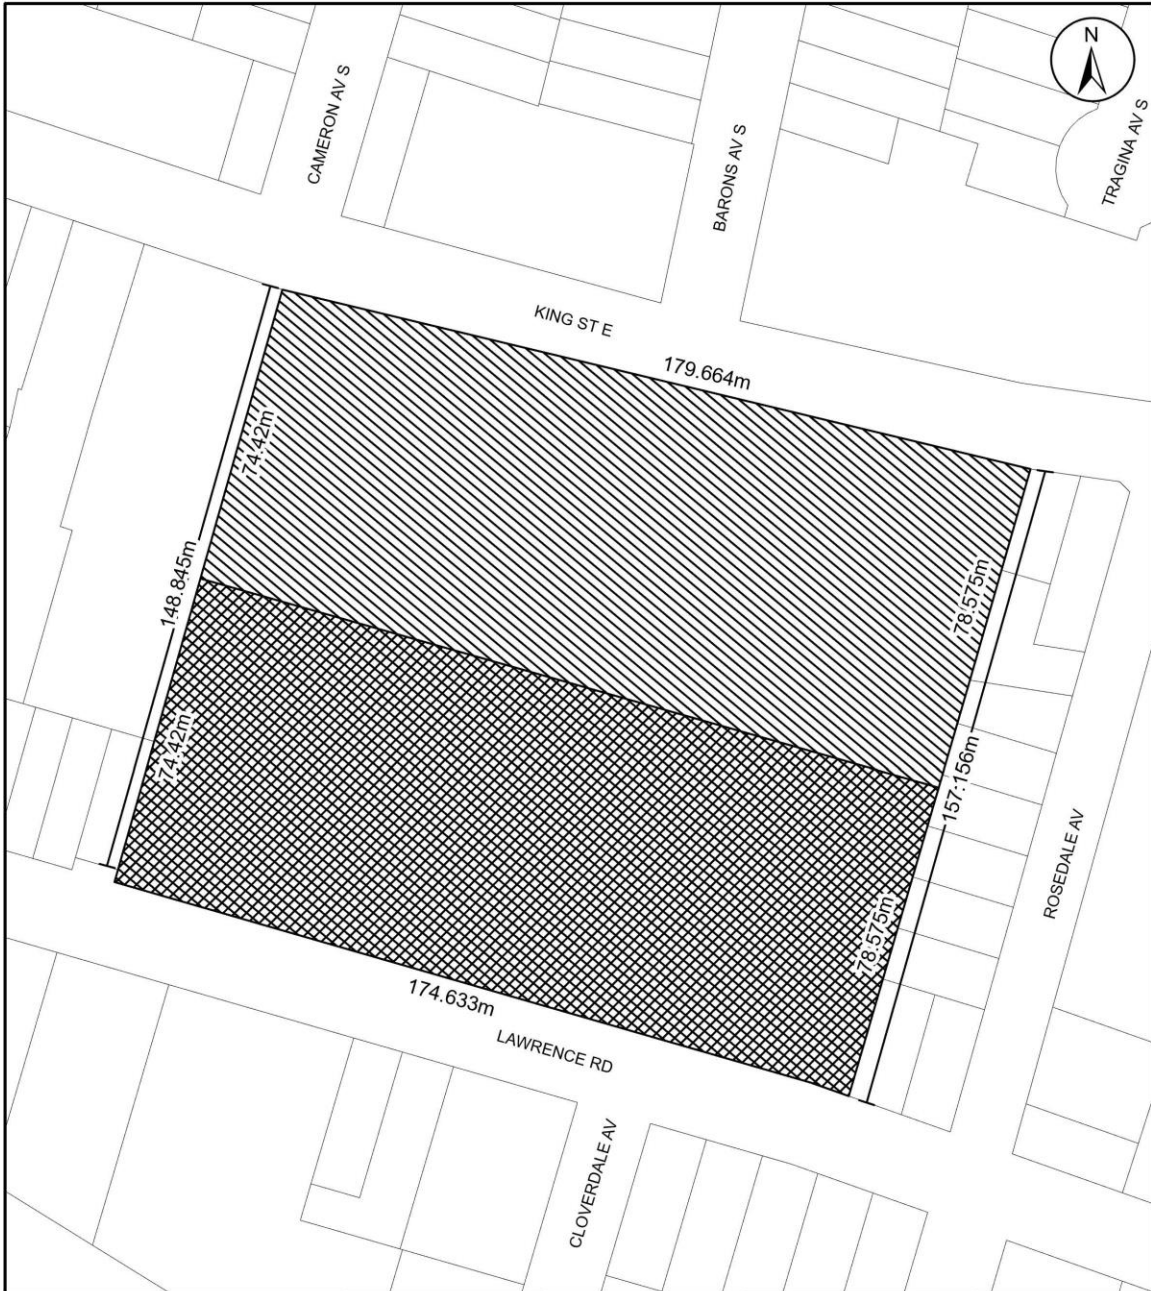 N
CAMERON AV S
BARONS AV S
TRAGINA AV S
KING ST E
179.664m
74.42m
148.845m
78.575m
74.42m
157.156m
ROSEDALE AV
78.575m
174.633m
LAWRENCE RD
CLOVERDALE AV